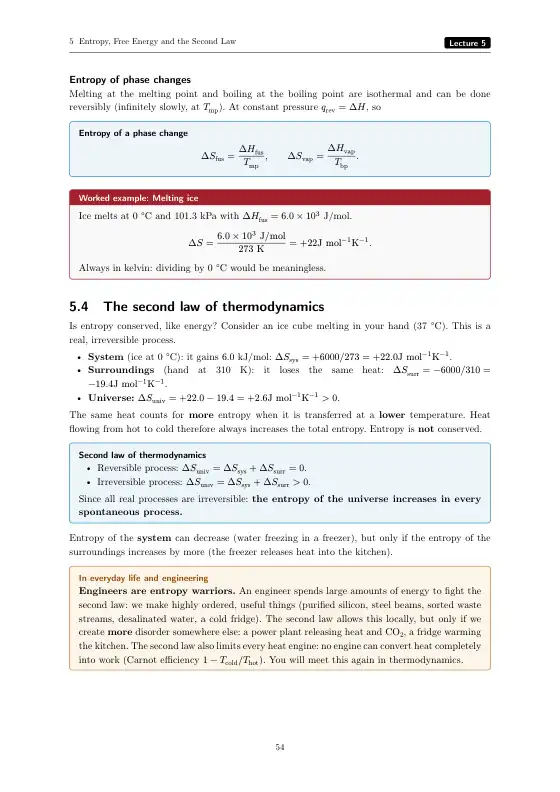 5 Entropy, Free Energy and the Second Law
Lecture 5
Entropy of phase changes
Melting at the melting point and boiling at the boiling point are isothermal and can be done
reversibly (infinitely slowly, at T_mp). At constant pressure q_rev = ΔH, so
Entropy of a phase change
ΔS_fus = ΔH_fus / T_mp, ΔS_vap = ΔH_vap / T_bp.
Worked example: Melting ice
Ice melts at 0 °C and 101.3 kPa with ΔH_fus = 6.0 × 10³ J/mol.
ΔS = 6.0 × 10³ J/mol / 273 K = +22J mol⁻¹K⁻¹.
Always in kelvin: dividing by 0 °C would be meaningless.
5.4 The second law of thermodynamics
Is entropy conserved, like energy? Consider an ice cube melting in your hand (37 °C). This is a
real, irreversible process.
• System (ice at 0 °C): it gains 6.0 kJ/mol: ΔS_sys = +6000/273 = +22.0J mol⁻¹K⁻¹.
• Surroundings (hand at 310 K): it loses the same heat: ΔS_surr = −6000/310 =
−19.4J mol⁻¹K⁻¹.
• Universe: ΔS_univ = +22.0 − 19.4 = +2.6J mol⁻¹K⁻¹ > 0.
The same heat counts for more entropy when it is transferred at a lower temperature. Heat
flowing from hot to cold therefore always increases the total entropy. Entropy is not conserved.
Second law of thermodynamics
• Reversible process: ΔS_univ = ΔS_sys + ΔS_surr = 0.
• Irreversible process: ΔS_univ = ΔS_sys + ΔS_surr > 0.
Since all real processes are irreversible: the entropy of the universe increases in every
spontaneous process.
Entropy of the system can decrease (water freezing in a freezer), but only if the entropy of the
surroundings increases by more (the freezer releases heat into the kitchen).
In everyday life and engineering
Engineers are entropy warriors. An engineer spends large amounts of energy to fight the
second law: we make highly ordered, useful things (purified silicon, steel beams, sorted waste
streams, desalinated water, a cold fridge). The second law allows this locally, but only if we
create more disorder somewhere else: a power plant releasing heat and CO₂, a fridge warming
the kitchen. The second law also limits every heat engine: no engine can convert heat completely
into work (Carnot efficiency 1 − T_cold/T_hot). You will meet this again in thermodynamics.
54